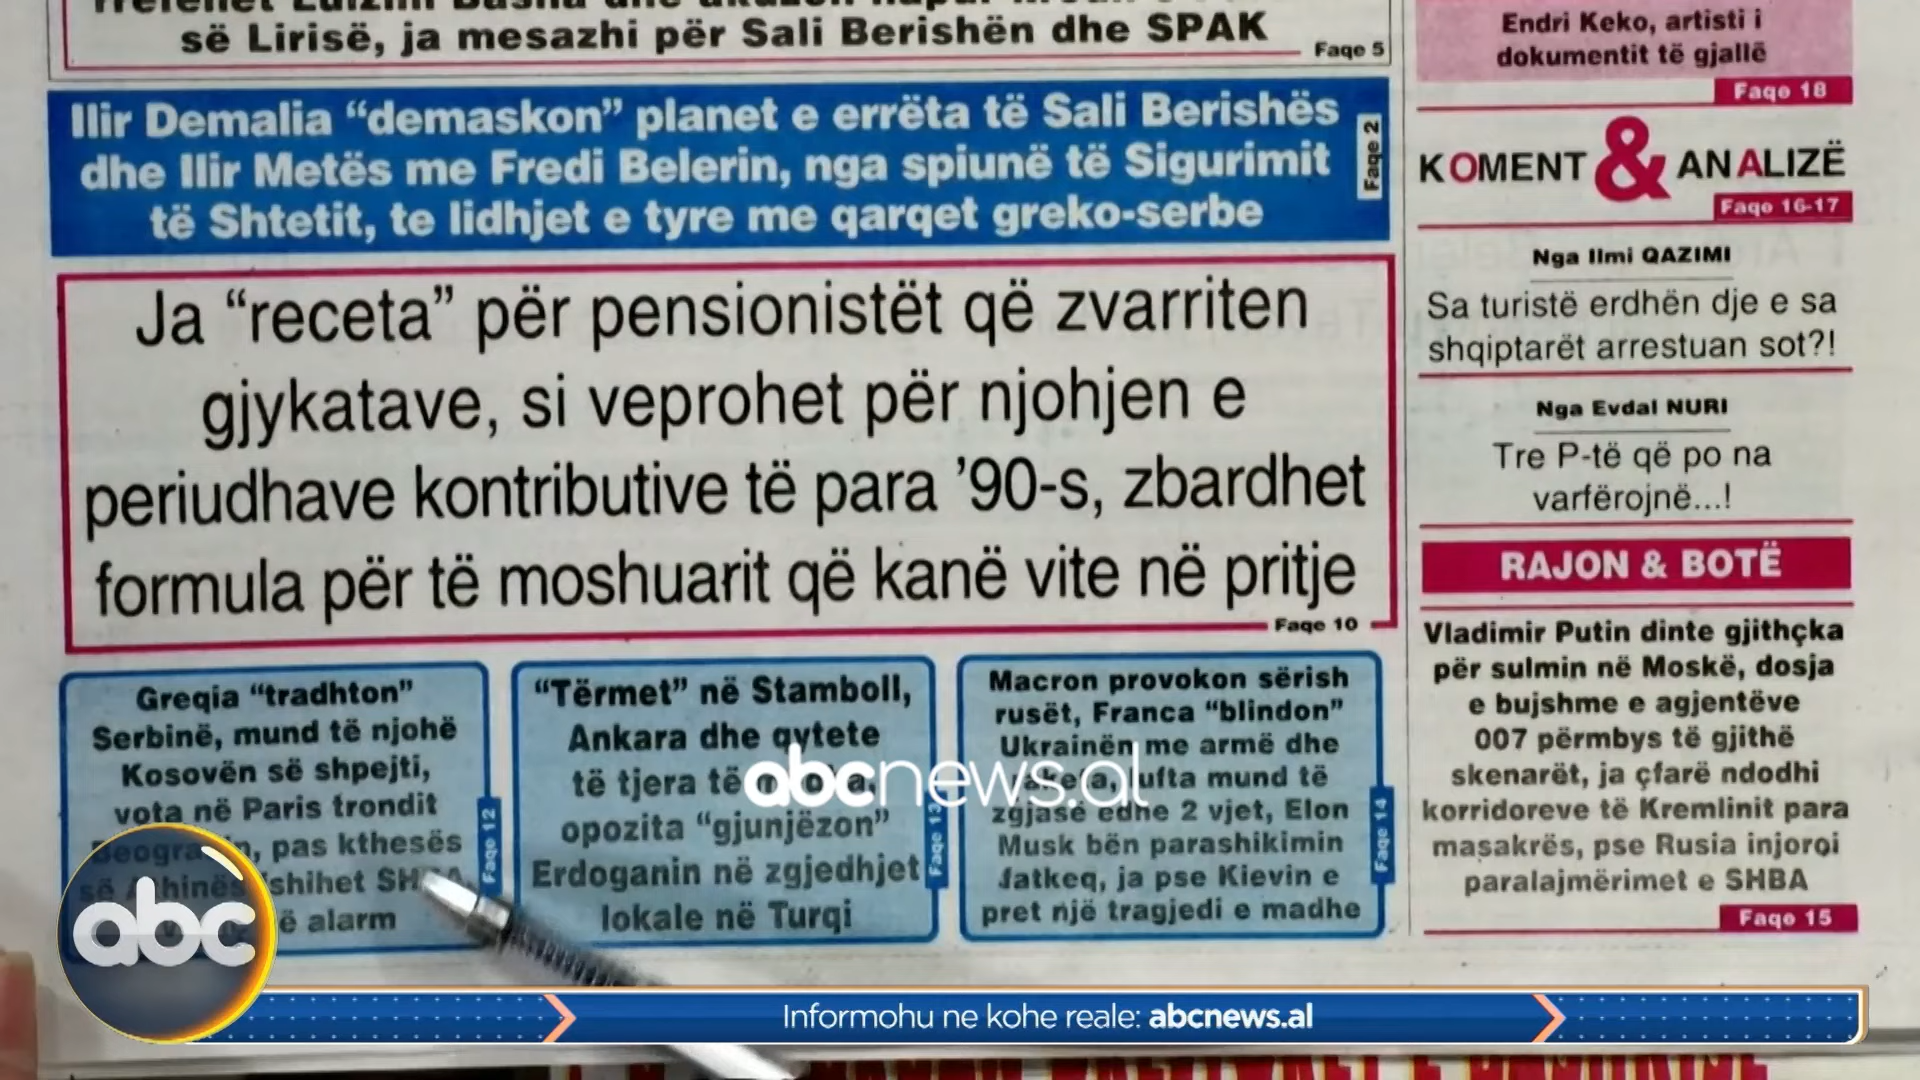 së Lirisë, ja mesazhi për Sali Berishën dhe SPAK
Faqe 5
Ilir Demalia “demaskon” planet e errëta të Sali Berishës
dhe Ilir Metës me Fredi Belerin, nga spiunë të Sigurimit
të Shtetit, te lidhjet e tyre me qarqet greko-serbe
Faqe 2
Ja “receta” për pensionistët që zvarriten
gjykatave, si veprohet për njohjen e
periudhave kontributive të para ’90-s, zbardhet
formula për të moshuarit që kanë vite në pritje
Faqe 10
Greqia “tradhton”
Serbinë, mund të njohë
Kosovën së shpejti,
vota në Paris trondit
pas kthesës
së
alarm
Faqe 12
“Tërmet” në Stamboll,
Ankara dhe qytete
të tjera
opozita “gjunjëzon”
Erdoganin në zgjedhjet
lokale në Turqi
Faqe 13
Macron provokon sërish
rusët, Franca “blindon”
Ukrainën me armë dhe
lufta mund të
zgjasë edhe 2 vjet, Elon
Musk bën parashikimin
fatkeq, ja pse Kievin e
pret një tragjedi e madhe
Faqe 14
Endri Keko, artisti i
dokumentit të gjallë
Faqe 18
KOMENT & ANALIZË
Faqe 16-17
Nga Ilmi QAZIMI
Sa turistë erdhën dje e sa
shqiptarët arrestuan sot?!
Nga Evdal NURI
Tre P-të që po na
varfërojnë...!
RAJON & BOTË
Vladimir Putin dinte gjithçka
për sulmin në Moskë, dosja
e bujshme e agjentëve
007 përmbys të gjithë
skenarët, ja çfarë ndodhi
korridoreve të Kremlinit para
masakrës, pse Rusia injoroi
paralajmërimet e SHBA
Faqe 15
abcnews.al
abc
Informohu ne kohe reale: abcnews.al